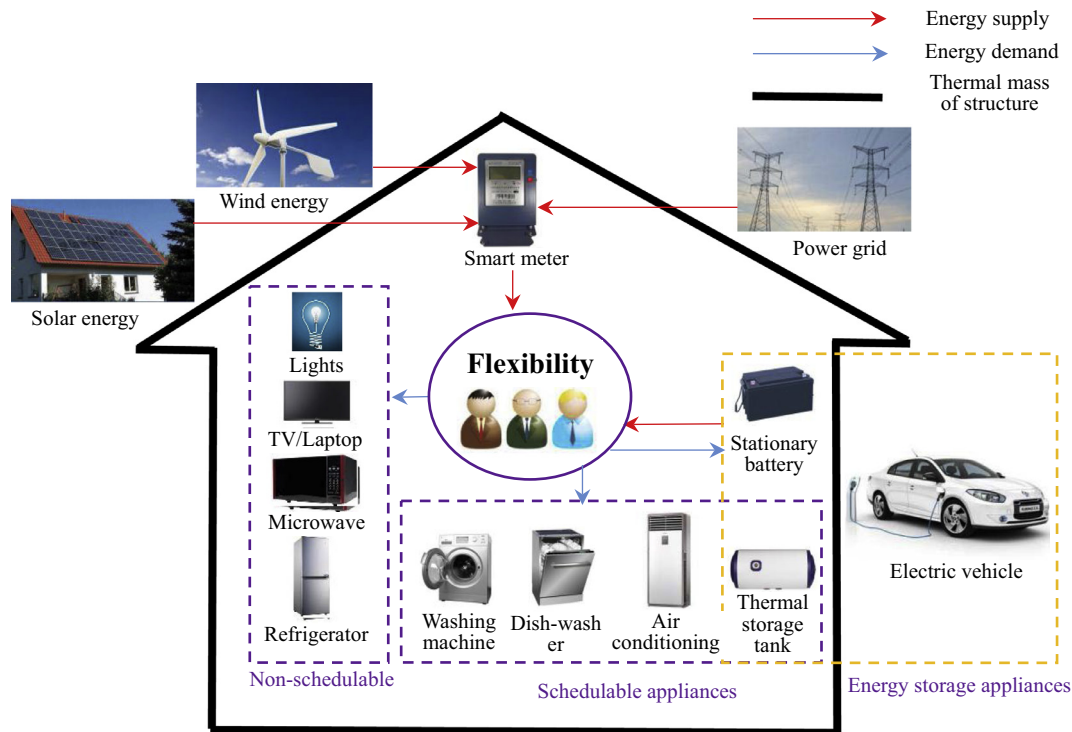 Energy supply
Energy demand
Thermal mass
of structure
Wind energy
Power grid
Smart meter
Solar energy
Lights
Flexibility
TV/Laptop
Stationary
battery
Microwave
Electric vehicle
Refrigerator
Washing
machine
Dish-wash
er
Air
conditioning
Thermal
storage
tank
Non-schedulable
Schedulable appliances
Energy storage appliances